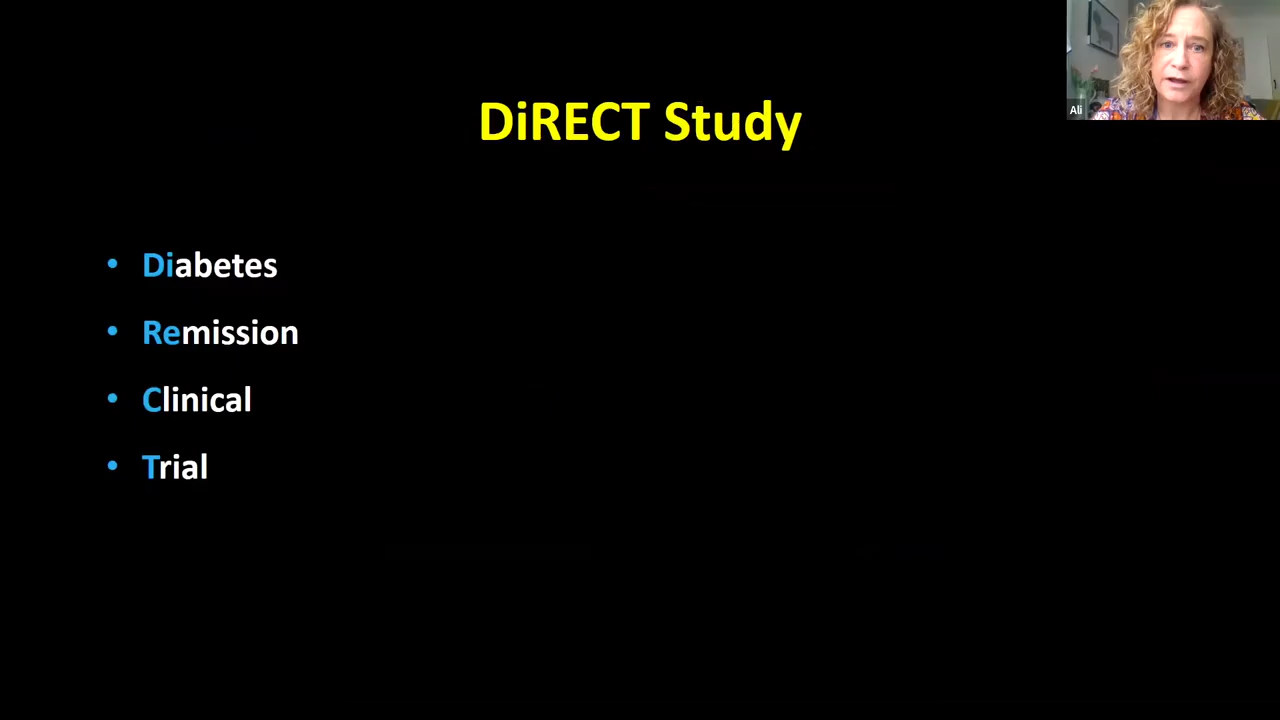 DiRECT Study
Ali
• Diabetes
• Remission
• Clinical
• Trial